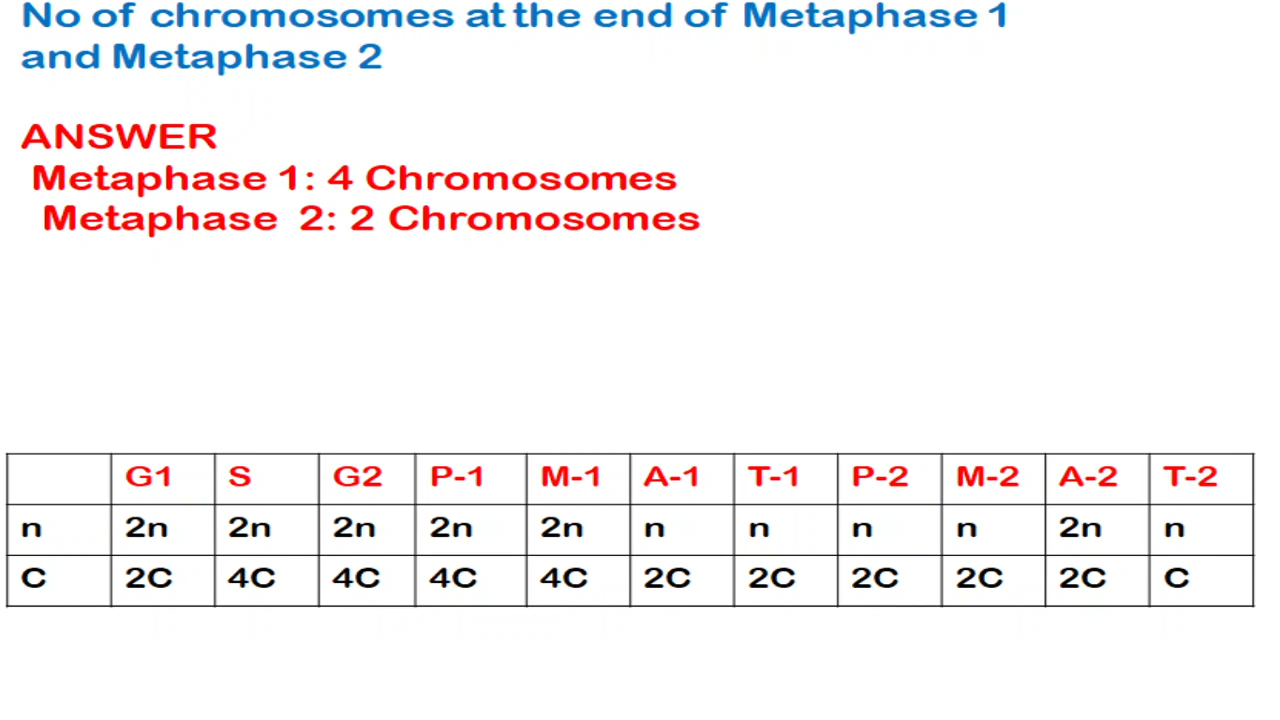 No of chromosomes at the end of Metaphase 1
and Metaphase 2
ANSWER
Metaphase 1: 4 Chromosomes
Metaphase 2: 2 Chromosomes
G1 S G2 P-1 M-1 A-1 T-1 P-2 M-2 A-2 T-2
n 2n 2n 2n 2n 2n n n n n 2n n
C 2C 4C 4C 4C 4C 2C 2C 2C 2C 2C C